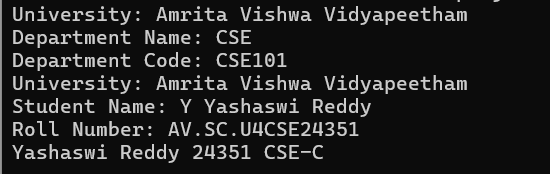 University: Amrita Vishwa Vidyapeetham
Department Name: CSE
Department Code: CSE101
University: Amrita Vishwa Vidyapeetham
Student Name: Y Yashaswi Reddy
Roll Number: AV.SC.U4CSE24351
Yashaswi Reddy 24351 CSE-C